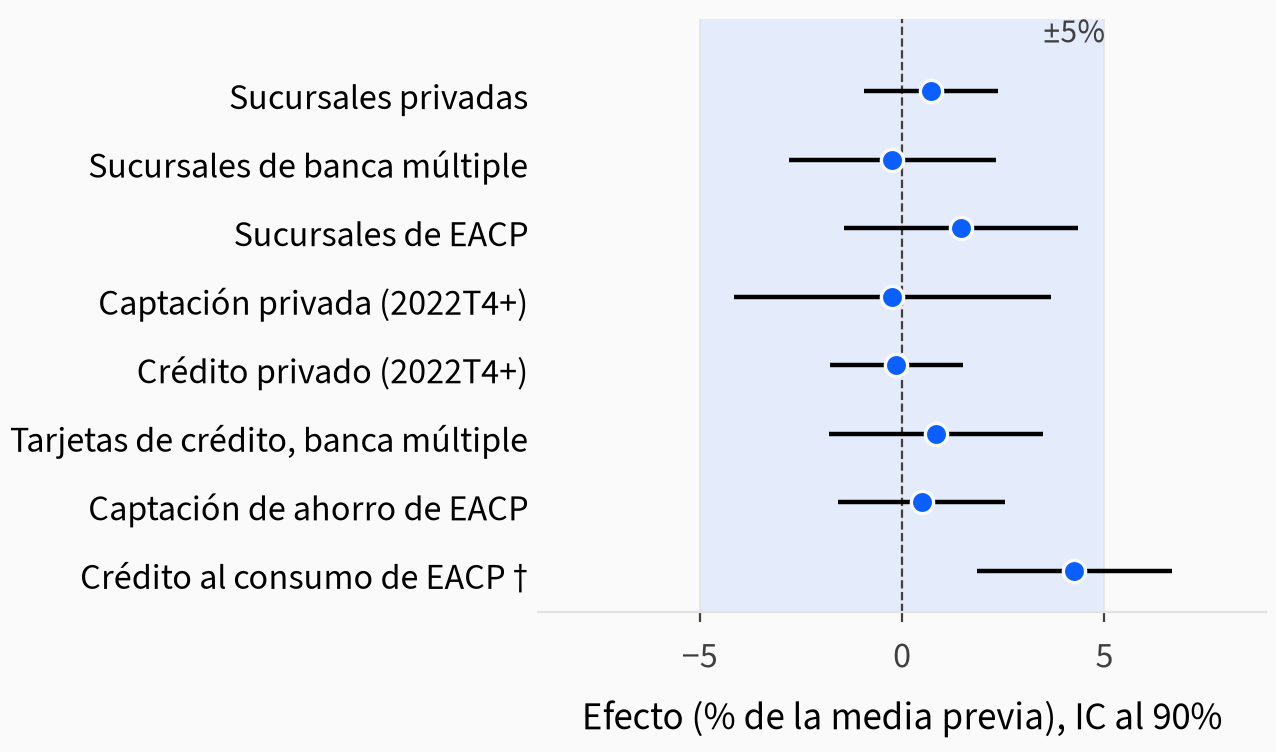 ±5%
Sucursales privadas
Sucursales de banca múltiple
Sucursales de EACP
Captación privada (2022T4+)
Crédito privado (2022T4+)
Tarjetas de crédito, banca múltiple
Captación de ahorro de EACP
Crédito al consumo de EACP †
−5 0 5
Efecto (% de la media previa), IC al 90%